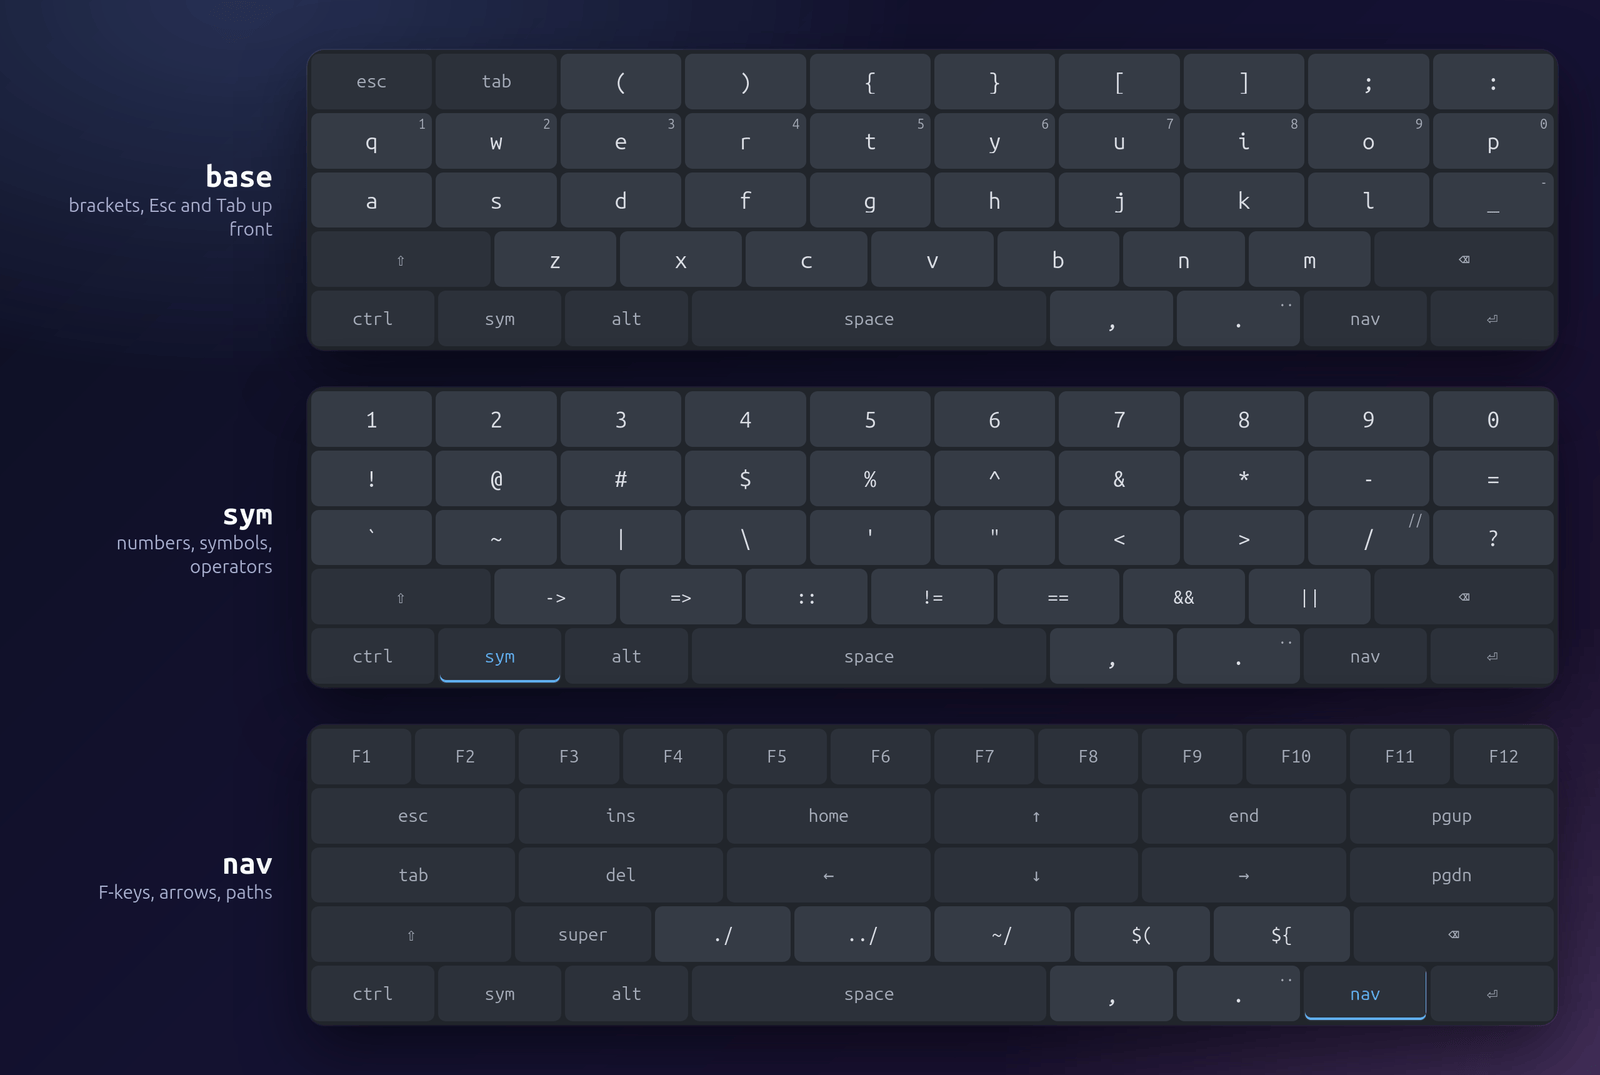 esc tab ( ) { } [ ] ; :
q 1 w 2 e 3 r 4 t 5 y 6 u 7 i 8 o 9 p 0
base
brackets, Esc and Tab up
front
a s d f g h j k l _ -
⇧ z x c v b n m ⌫
ctrl sym alt space , . .. nav ⏎
1 2 3 4 5 6 7 8 9 0
! @ # $ % ^ & * - =
sym
numbers, symbols,
operators
` ~ | \ ' " < > / // ?
⇧ -> => :: != == && || ⌫
ctrl sym alt space , . .. nav ⏎
F1 F2 F3 F4 F5 F6 F7 F8 F9 F10 F11 F12
esc ins home ↑ end pgup
nav
F-keys, arrows, paths
tab del ← ↓ → pgdn
⇧ super ./ ../ ~/ $( ${ ⌫
ctrl sym alt space , . .. nav ⏎